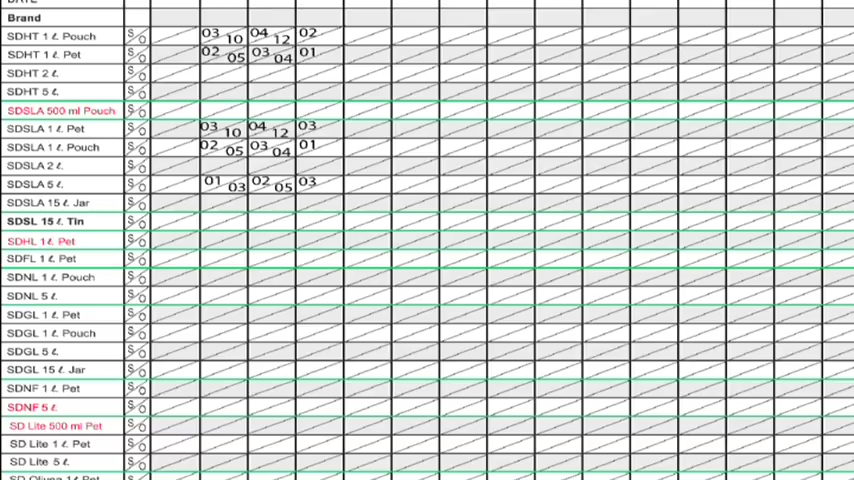 Brand
SDHT 1 ℓ. Pouch S/O 03 10 04 12 02
SDHT 1 ℓ. Pet S/O 02 05 03 04 01
SDHT 2 ℓ. S/O
SDHT 5 ℓ. S/O
SDSLA 500 ml Pouch S/O
SDSLA 1 ℓ. Pet S/O 03 10 04 12 03
SDSLA 1 ℓ. Pouch S/O 02 05 03 04 01
SDSLA 2 ℓ. S/O
SDSLA 5 ℓ. S/O 01 03 02 05 03
SDSLA 15 ℓ. Jar S/O
SDSL 15 ℓ. Tin S/O
SDHL 1ℓ. Pet S/O
SDFL 1 ℓ. Pet S/O
SDNL 1 ℓ. Pouch S/O
SDNL 5 ℓ. S/O
SDGL 1 ℓ. Pet S/O
SDGL 1 ℓ. Pouch S/O
SDGL 5 ℓ. S/O
SDGL 15 ℓ. Jar S/O
SDNF 1 ℓ. Pet S/O
SDNF 5 ℓ. S/O
SD Lite 500 ml Pet S/O
SD Lite 1 ℓ. Pet S/O
SD Lite 5 ℓ. S/O